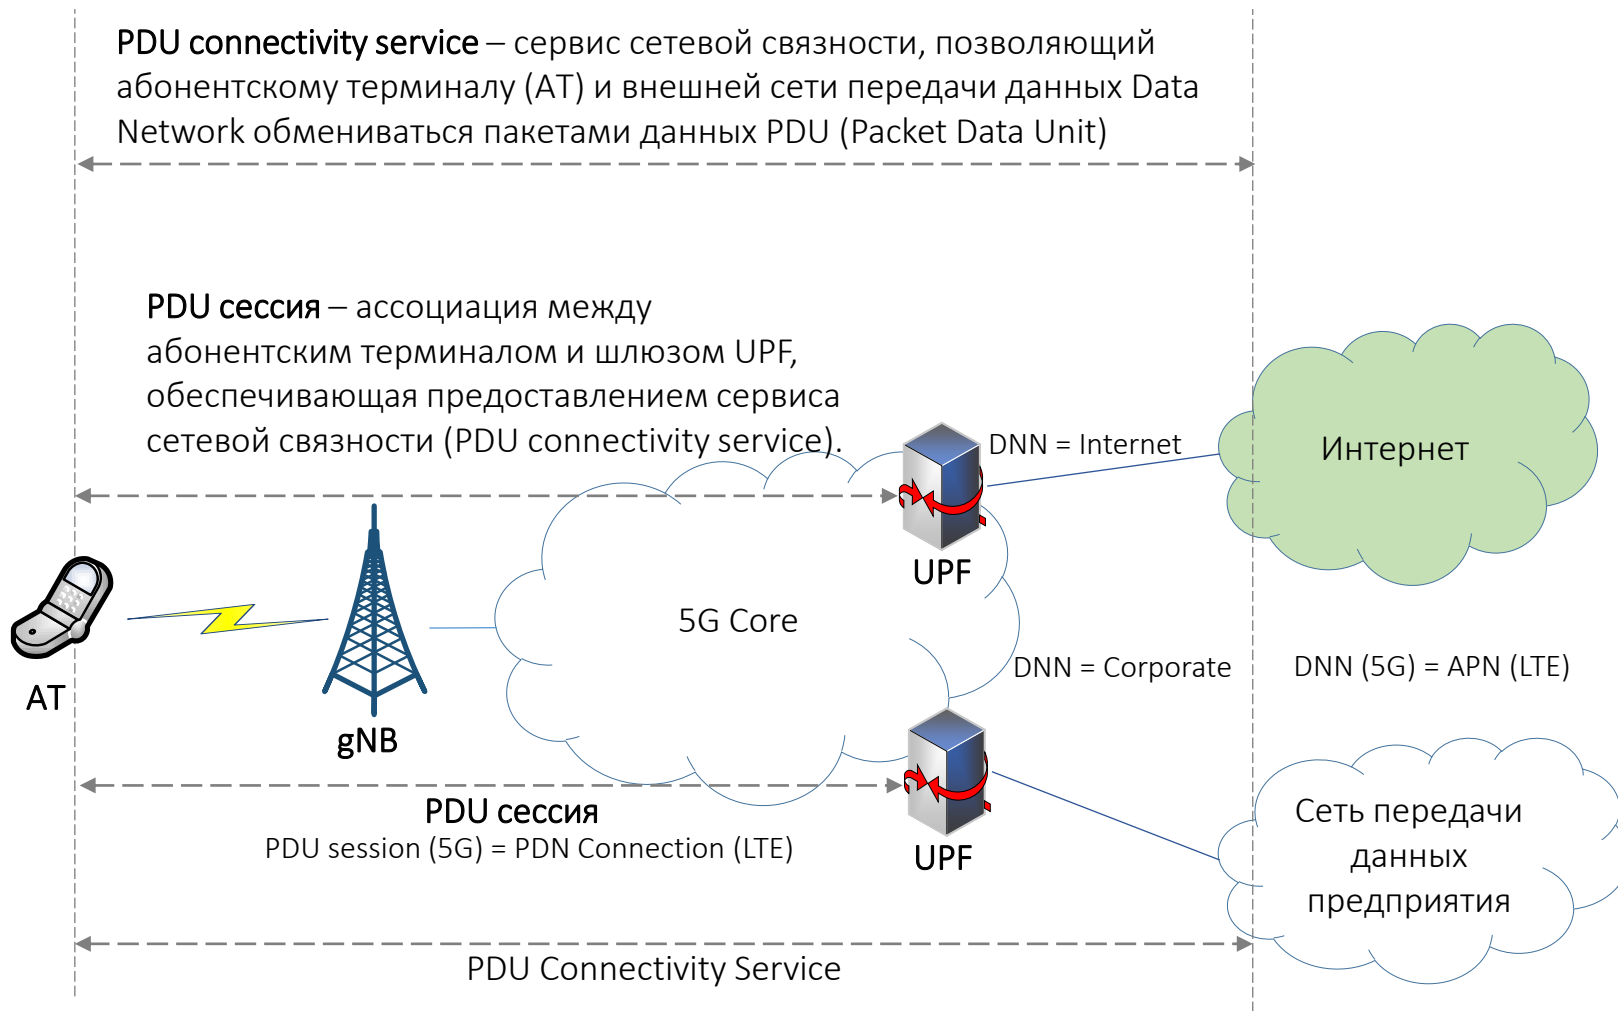 PDU connectivity service – сервис сетевой связности, позволяющий
абонентскому терминалу (АТ) и внешней сети передачи данных Data
Network обмениваться пакетами данных PDU (Packet Data Unit)
PDU сессия – ассоциация между
абонентским терминалом и шлюзом UPF,
обеспечивающая предоставлением сервиса
сетевой связности (PDU connectivity service).
DNN = Internet
Интернет
UPF
5G Core
DNN = Corporate
DNN (5G) = APN (LTE)
АТ
gNB
PDU сессия
PDU session (5G) = PDN Connection (LTE)
UPF
Сеть передачи
данных
предприятия
PDU Connectivity Service